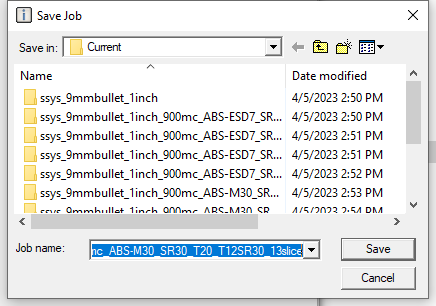 Save Job
Save in: Current
Name Date modified
ssys_9mmbullet_1inch 4/5/2023 2:50 PM
ssys_9mmbullet_1inch_900mc_ABS-ESD7_SR... 4/5/2023 2:50 PM
ssys_9mmbullet_1inch_900mc_ABS-ESD7_SR... 4/5/2023 2:51 PM
ssys_9mmbullet_1inch_900mc_ABS-ESD7_SR... 4/5/2023 2:51 PM
ssys_9mmbullet_1inch_900mc_ABS-ESD7_SR... 4/5/2023 2:52 PM
ssys_9mmbullet_1inch_900mc_ABS-M30_SR... 4/5/2023 2:53 PM
ssys_9mmbullet_1inch_900mc_ABS-M30_SR... 4/5/2023 2:54 PM
Job name: mc_ABS-M30_SR30_T20_T12SR30_13slice Save
Cancel